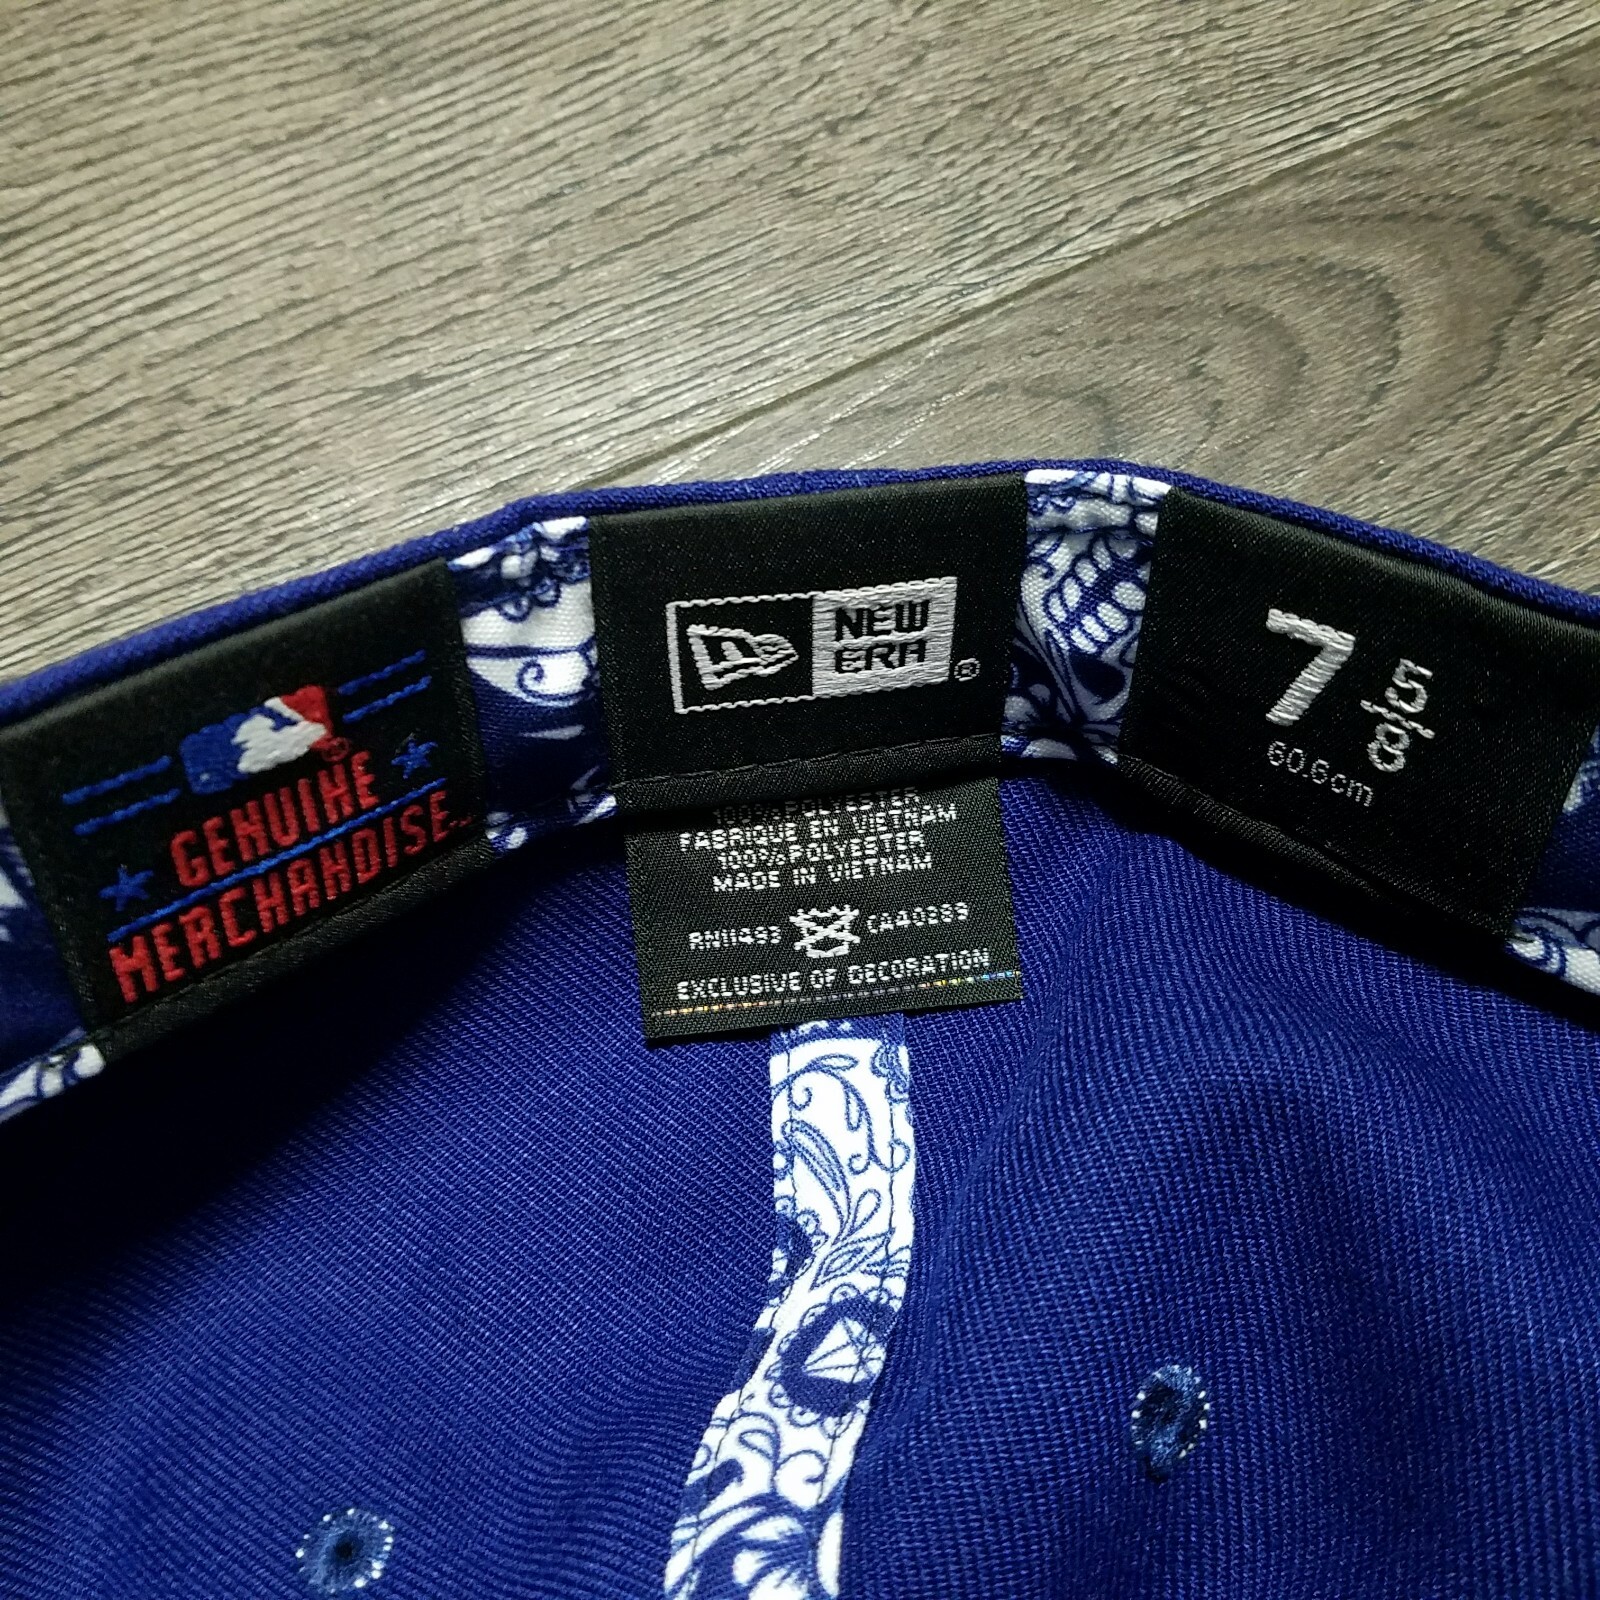 GENUINE
MERCHANDISE
NEW
ERA®
100% POLYESTER
FABRIQUE EN VIETNAM
100% POLYESTER
MADE IN VIETNAM
RN11493 CA40289
EXCLUSIVE OF DECORATION
7 5/8
60.6cm